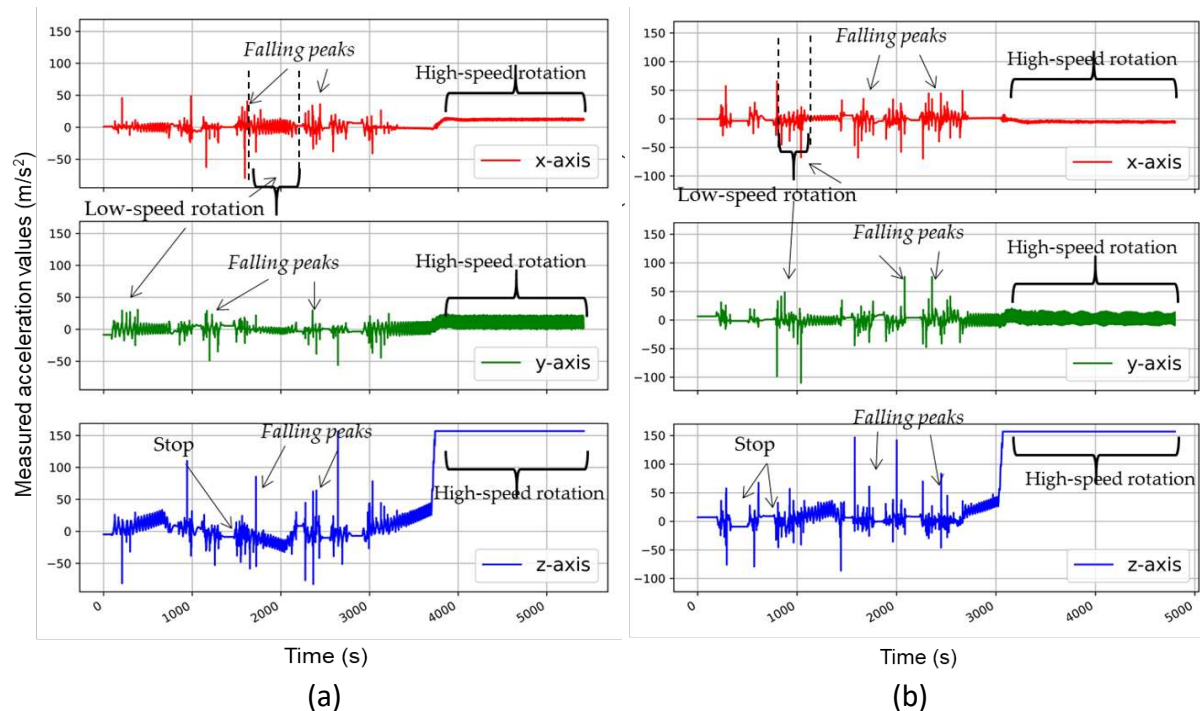 Measured acceleration values (m/s²)
150
100
50
0
−50
Falling peaks
High-speed rotation
x-axis
Low-speed rotation
150
100
50
0
−50
Falling peaks
High-speed rotation
y-axis
150
100
50
0
−50
Stop
Falling peaks
High-speed rotation
z-axis
0
1000
2000
3000
4000
5000
Time (s)
(a)
150
100
50
0
−50
−100
Falling peaks
High-speed rotation
x-axis
Low-speed rotation
150
100
50
0
−50
−100
Falling peaks
High-speed rotation
y-axis
150
100
50
0
−50
−100
Stop
Falling peaks
High-speed rotation
z-axis
0
1000
2000
3000
4000
5000
Time (s)
(b)